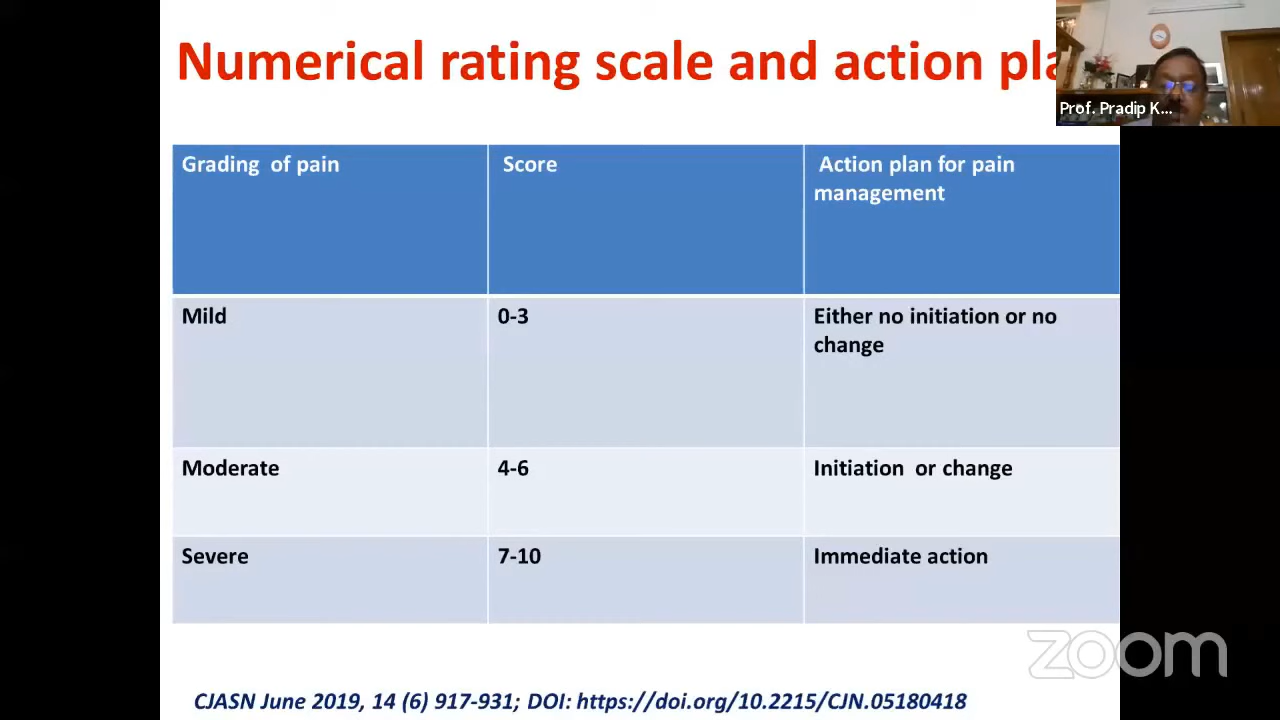 Numerical rating scale and action pla
Prof. Pradip K...
Grading of pain
Score
Action plan for pain
management
Mild
0-3
Either no initiation or no
change
Moderate
4-6
Initiation or change
Severe
7-10
Immediate action
zoom
CJASN June 2019, 14 (6) 917-931; DOI: https://doi.org/10.2215/CJN.05180418